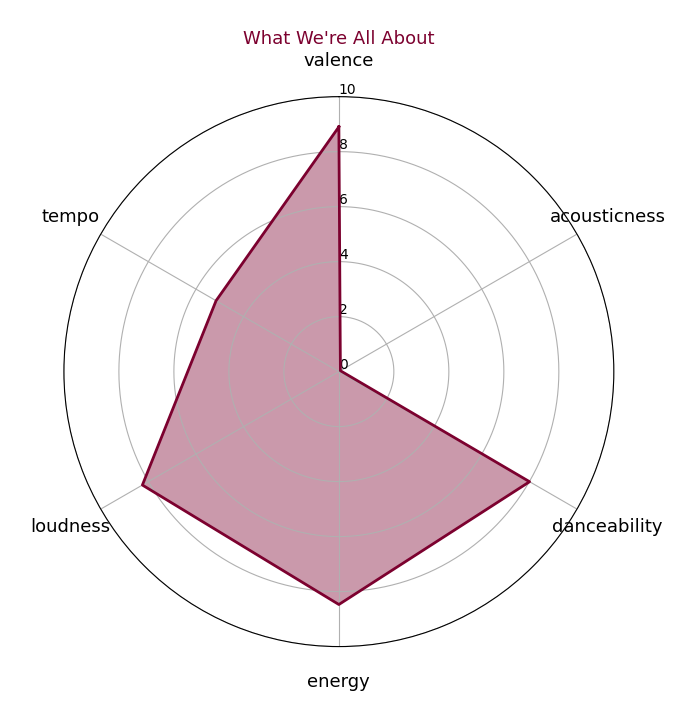 What We're All About
valence
10
tempo
acousticness
8
6
4
2
0
loudness
danceability
energy